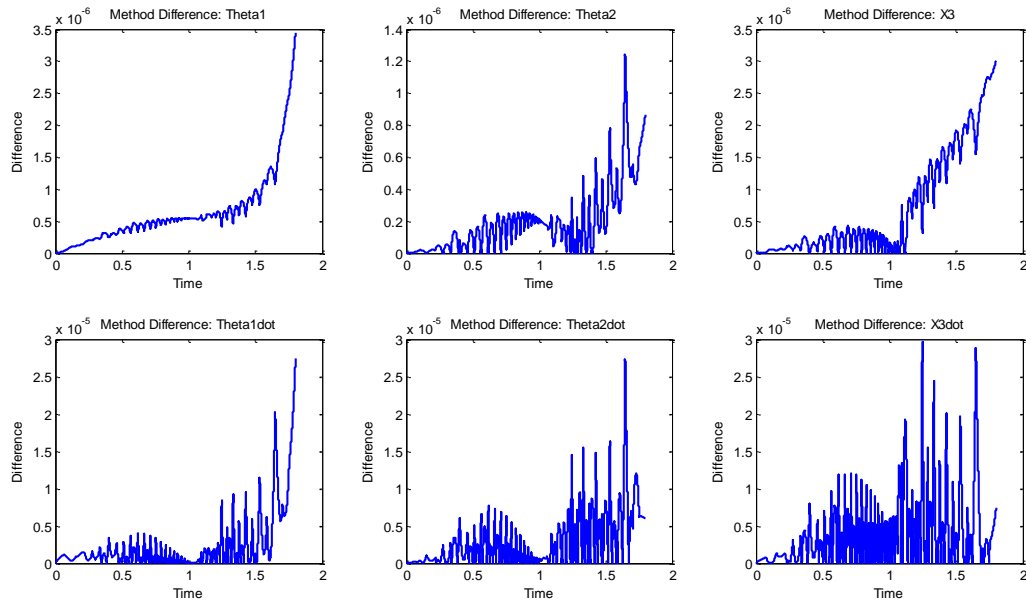 Method Difference: Theta1
x 10^-6
3.5
3
2.5
2
1.5
1
0.5
0
Difference
0 0.5 1 1.5 2
Time
Method Difference: Theta2
x 10^-6
1.4
1.2
1
0.8
0.6
0.4
0.2
0
Difference
0 0.5 1 1.5 2
Time
Method Difference: X3
x 10^-6
3.5
3
2.5
2
1.5
1
0.5
0
Difference
0 0.5 1 1.5 2
Time
Method Difference: Theta1dot
x 10^-5
3
2.5
2
1.5
1
0.5
0
Difference
0 0.5 1 1.5 2
Time
Method Difference: Theta2dot
x 10^-5
3
2.5
2
1.5
1
0.5
0
Difference
0 0.5 1 1.5 2
Time
Method Difference: X3dot
x 10^-5
3
2.5
2
1.5
1
0.5
0
Difference
0 0.5 1 1.5 2
Time